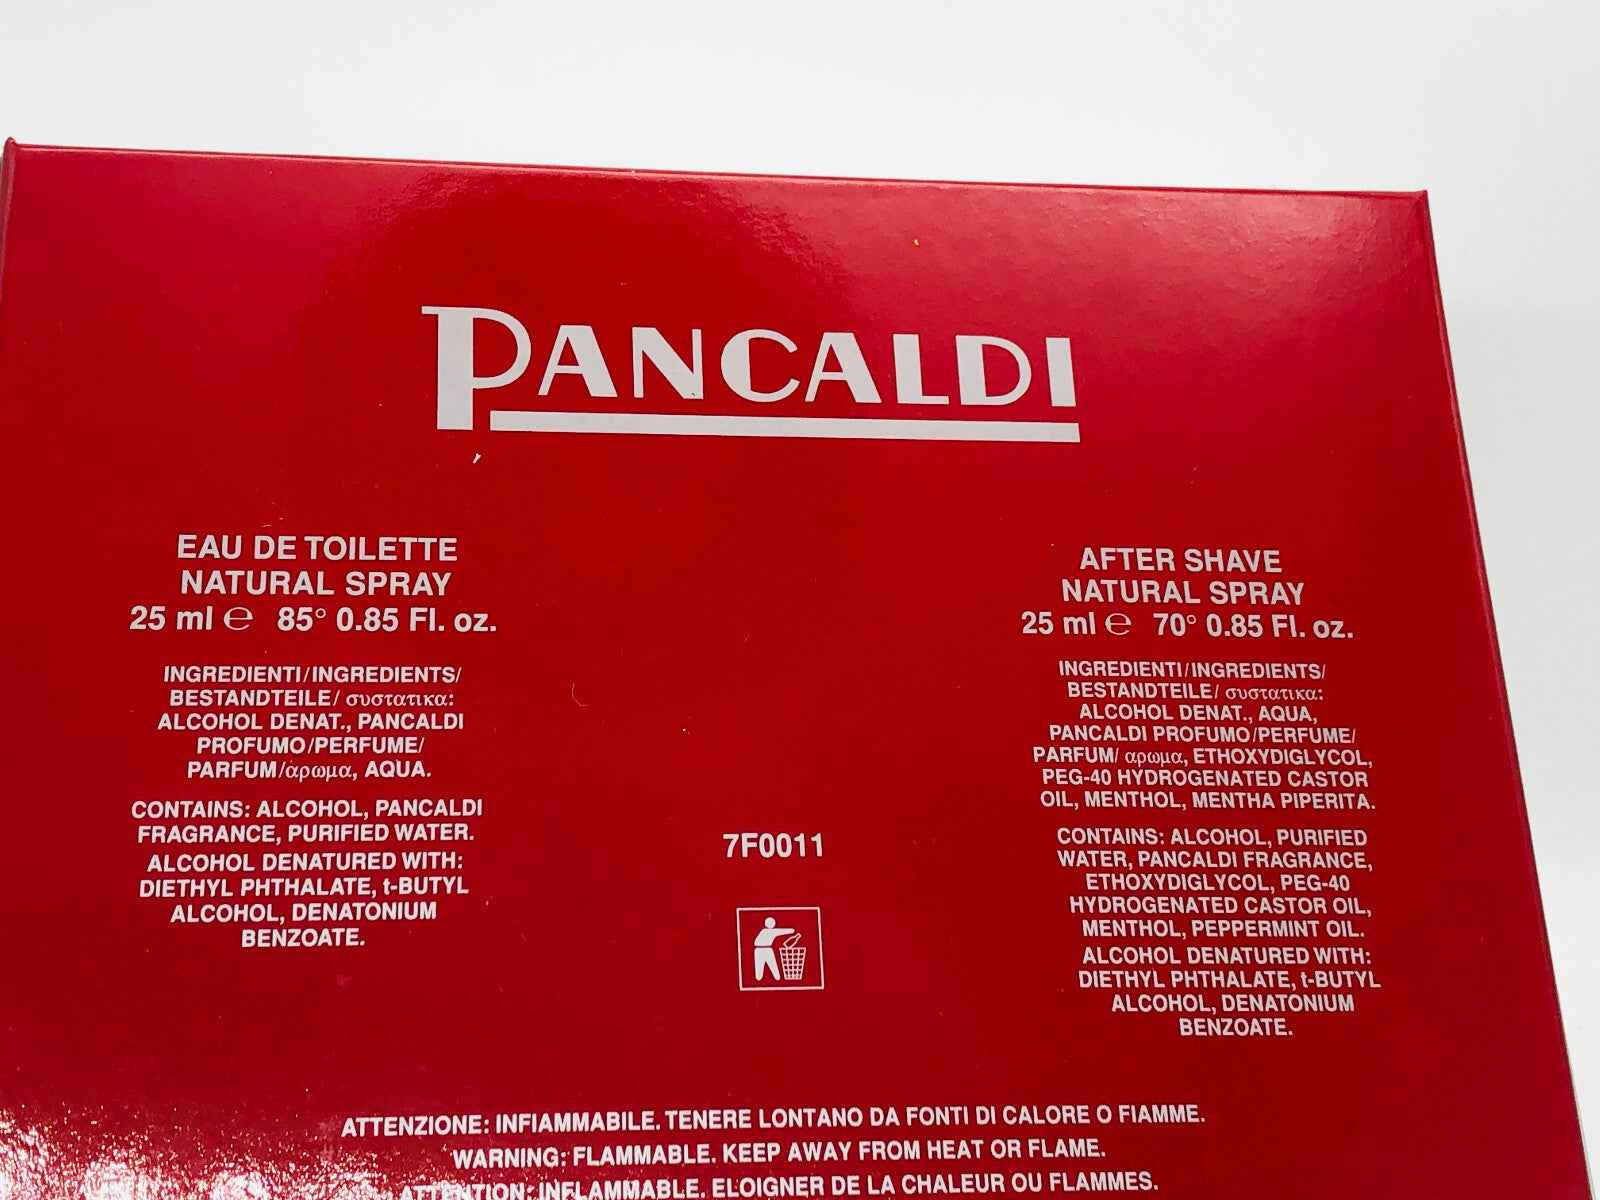 PANCALDI
EAU DE TOILETTE
NATURAL SPRAY
25 ml ℮ 85° 0.85 Fl. oz.
INGREDIENTI/INGREDIENTS/
BESTANDTEILE/ συστατικα:
ALCOHOL DENAT., PANCALDI
PROFUMO/PERFUME/
PARFUM/αρωμα, AQUA.
CONTAINS: ALCOHOL, PANCALDI
FRAGRANCE, PURIFIED WATER.
ALCOHOL DENATURED WITH:
DIETHYL PHTHALATE, t-BUTYL
ALCOHOL, DENATONIUM
BENZOATE.
7F0011
AFTER SHAVE
NATURAL SPRAY
25 ml ℮ 70° 0.85 Fl. oz.
INGREDIENTI/INGREDIENTS/
BESTANDTEILE/ συστατικα:
ALCOHOL DENAT., AQUA,
PANCALDI PROFUMO/PERFUME/
PARFUM/ αρωμα, ETHOXYDIGLYCOL,
PEG-40 HYDROGENATED CASTOR
OIL, MENTHOL, MENTHA PIPERITA.
CONTAINS: ALCOHOL, PURIFIED
WATER, PANCALDI FRAGRANCE,
ETHOXYDIGLYCOL, PEG-40
HYDROGENATED CASTOR OIL,
MENTHOL, PEPPERMINT OIL.
ALCOHOL DENATURED WITH:
DIETHYL PHTHALATE, t-BUTYL
ALCOHOL, DENATONIUM
BENZOATE.
ATTENZIONE: INFIAMMABILE. TENERE LONTANO DA FONTI DI CALORE O FIAMME.
WARNING: FLAMMABLE. KEEP AWAY FROM HEAT OR FLAME.
ATTENTION: INFLAMMABLE. ELOIGNER DE LA CHALEUR OU FLAMMES.